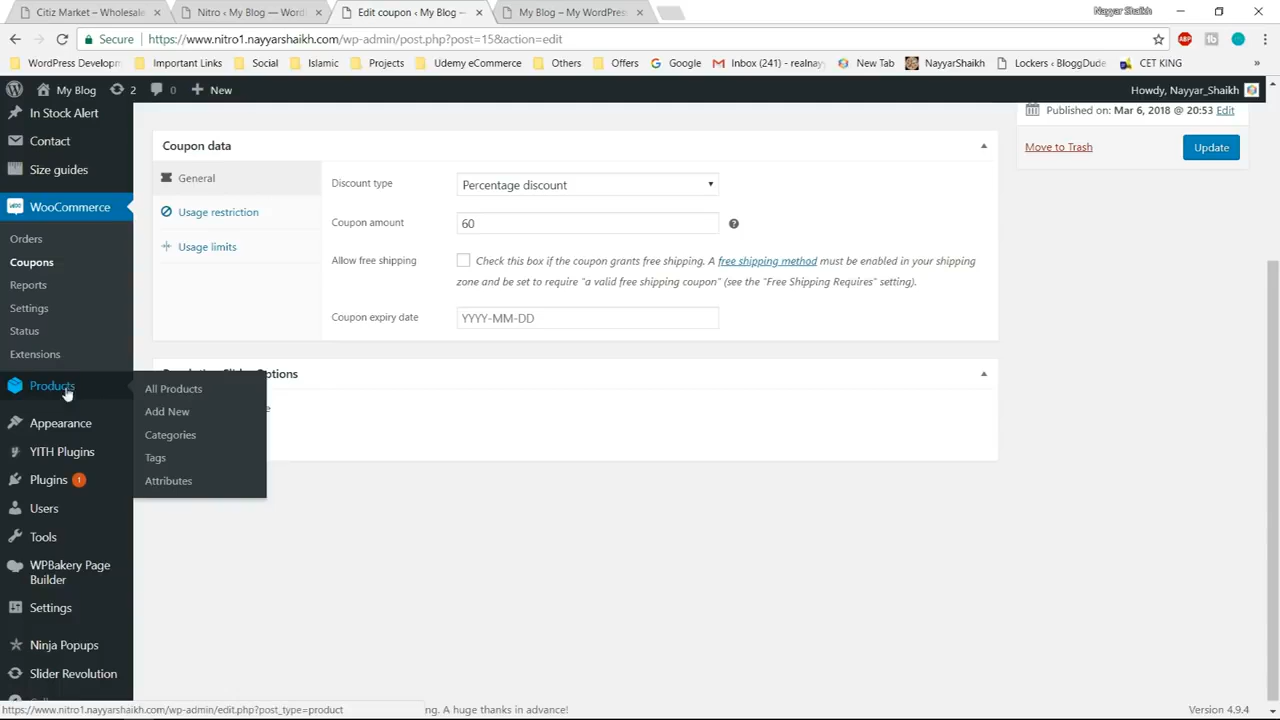 Citiz Market – Wholesale
Nitro ‹ My Blog — Word
Edit coupon ‹ My Blog —
My Blog – My WordPress
Nayyar Shaikh
Secure
https://www.nitro1.nayyarshaikh.com/wp-admin/post.php?post=15&action=edit
WordPress Developm
Important Links
Social
Islamic
Projects
Udemy eCommerce
Others
Offers
Google
Inbox (241) - realnay
New Tab
NayyarShaikh
Lockers ‹ BloggDude
CET KING
»
My Blog
2
0
New
Howdy, Nayyar_Shaikh
In Stock Alert
Contact
Size guides
WooCommerce
Orders
Coupons
Reports
Settings
Status
Extensions
Products
Appearance
YITH Plugins
Plugins 1
Users
Tools
WPBakery Page
Builder
Settings
Ninja Popups
Slider Revolution
All Products
Add New
Categories
Tags
Attributes
Coupon data
General
Usage restriction
Usage limits
Discount type
Percentage discount
Coupon amount
60
Allow free shipping
Check this box if the coupon grants free shipping. A free shipping method must be enabled in your shipping
zone and be set to require "a valid free shipping coupon" (see the "Free Shipping Requires" setting).
Coupon expiry date
YYYY-MM-DD
Options
Published on: Mar 6, 2018 @ 20:53 Edit
Move to Trash
Update
https://www.nitro1.nayyarshaikh.com/wp-admin/edit.php?post_type=product
ng. A huge thanks in advance!
Version 4.9.4